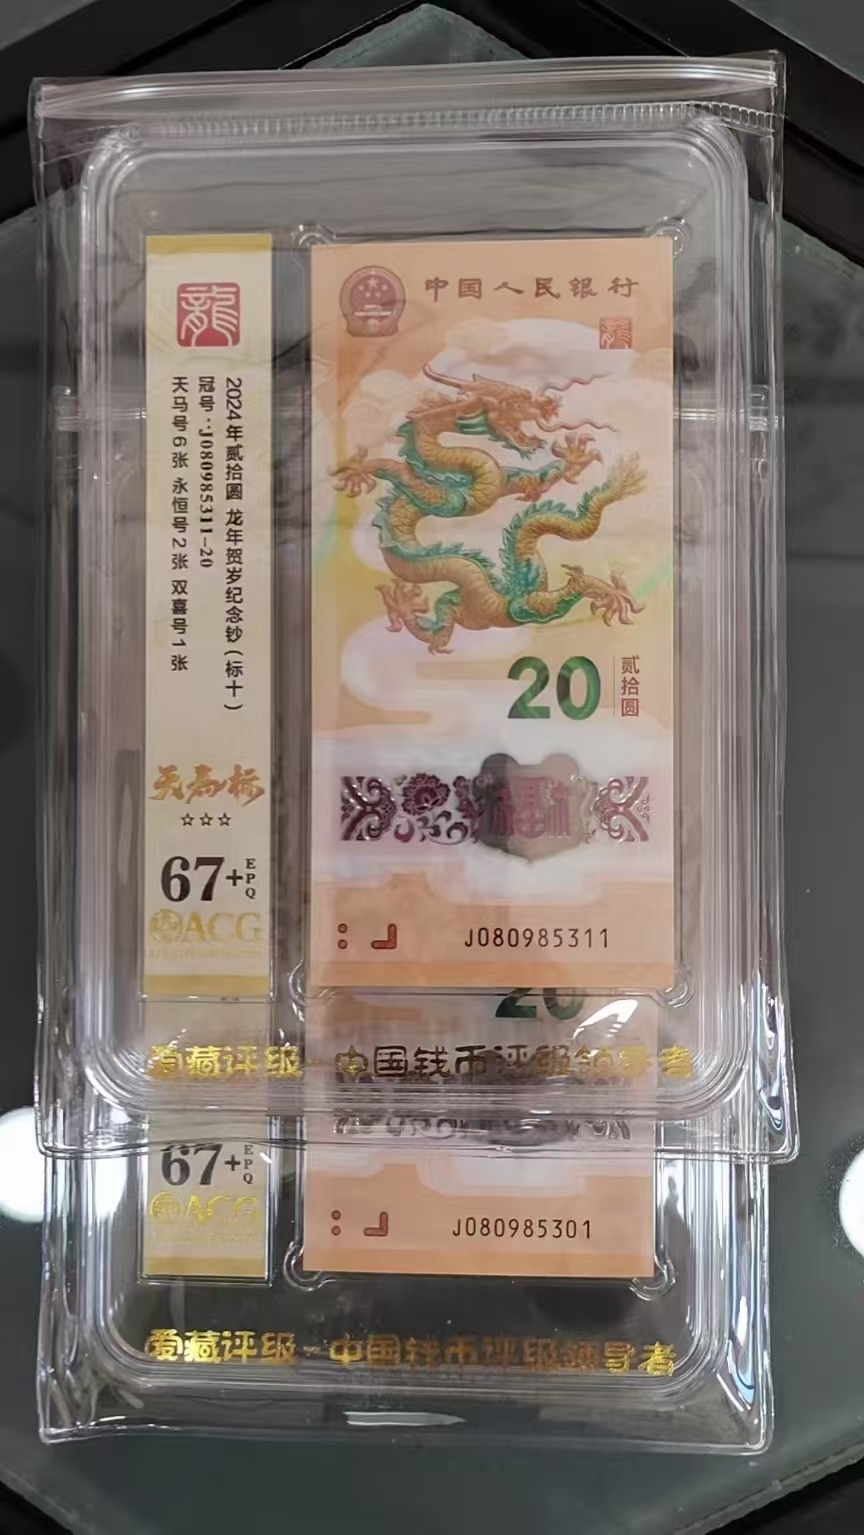 龍
2024年贰拾圆 龙年贺岁纪念钞(标十)
冠号:J080985311-20
天马号6张 永恒号2张 双喜号1张
天马标
☆☆☆
67+
EPQ
ACG
中国人民银行
龍
20
贰拾圆
J080985311
20
爱藏评级-中国钱币评级领导者
67+
EPQ
ACG
J080985301
爱藏评级-中国钱币评级领导者